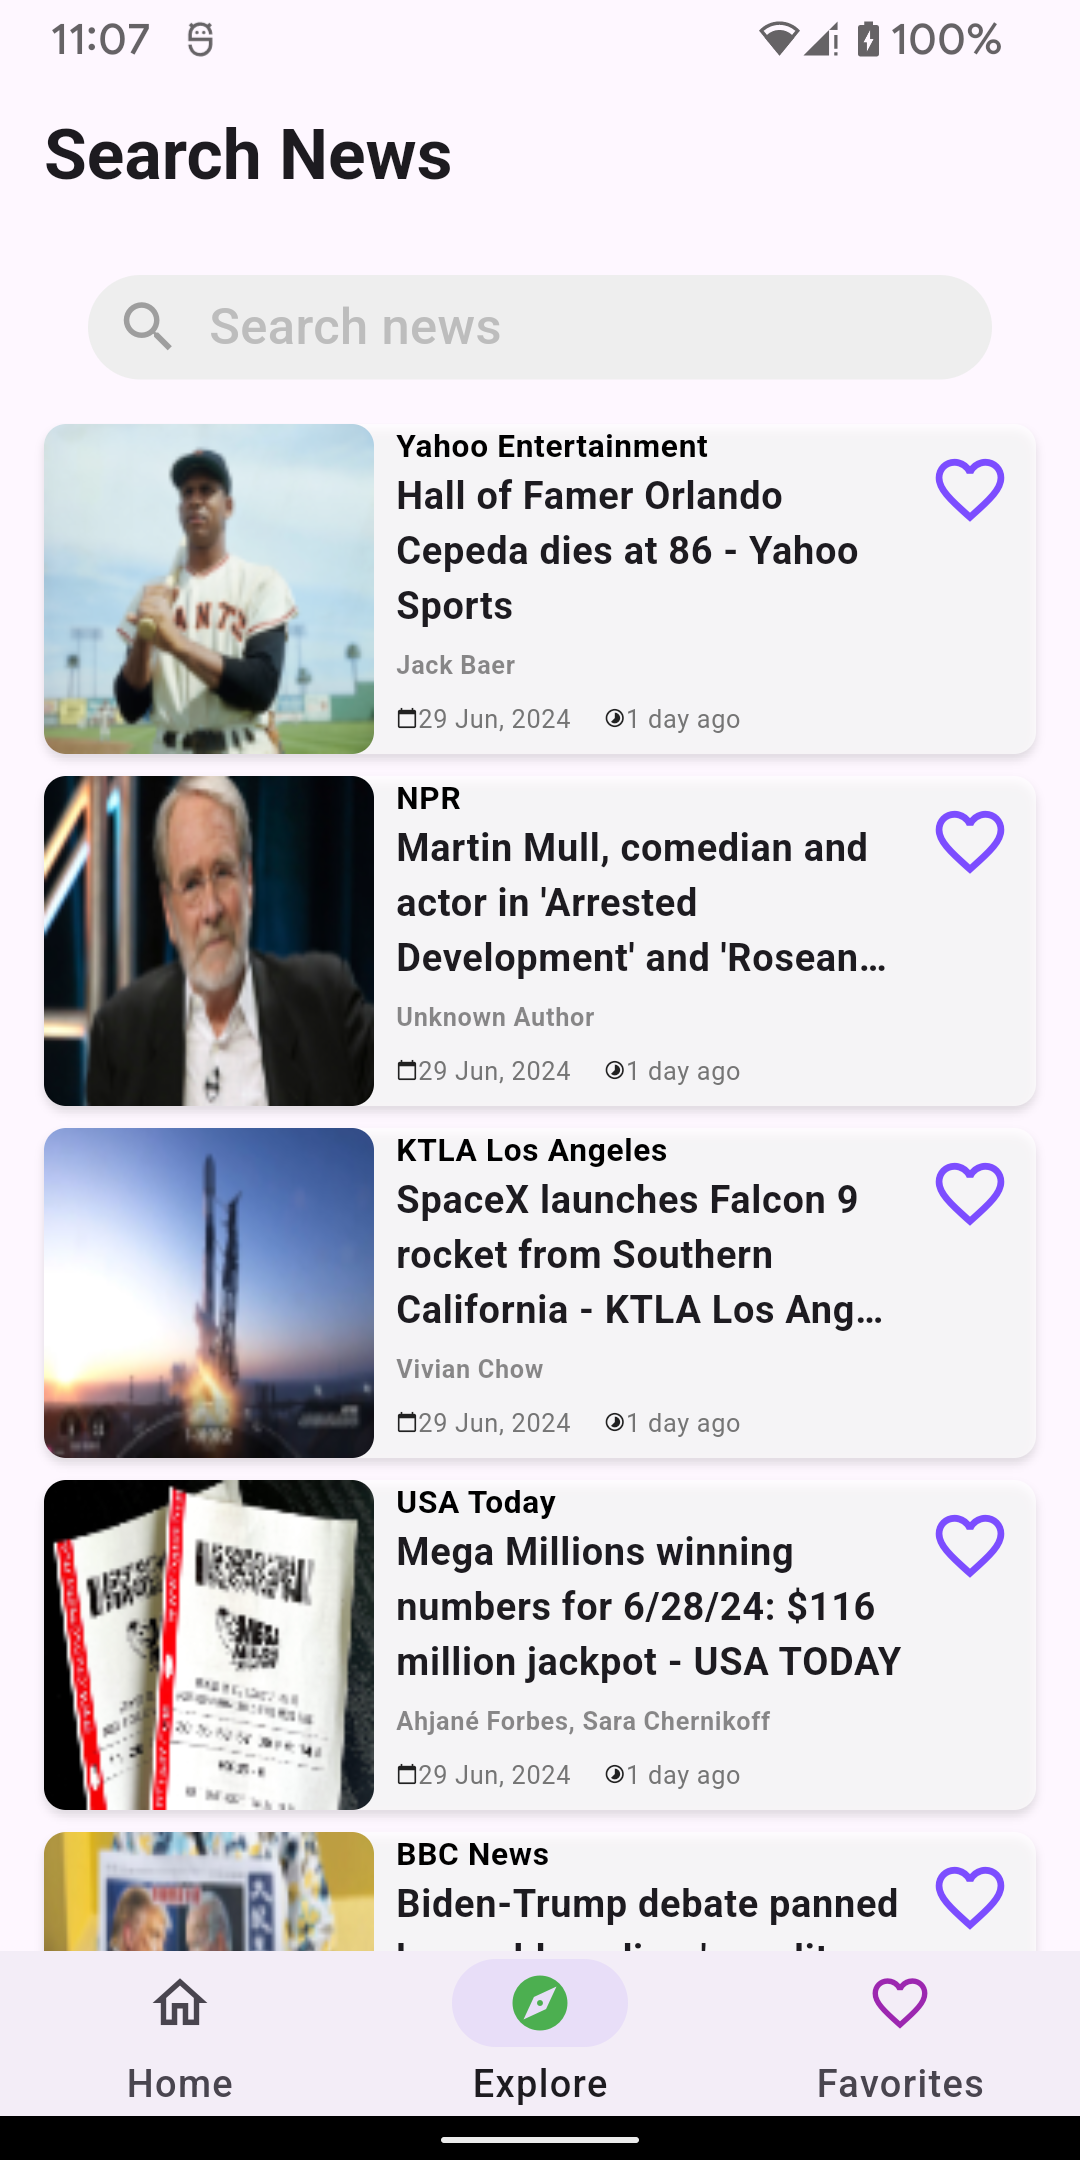 11:07
100%
Search News
Search news
Yahoo Entertainment
Hall of Famer Orlando
Cepeda dies at 86 - Yahoo
Sports
Jack Baer
29 Jun, 2024 1 day ago
NPR
Martin Mull, comedian and
actor in 'Arrested
Development' and 'Rosean…
Unknown Author
29 Jun, 2024 1 day ago
KTLA Los Angeles
SpaceX launches Falcon 9
rocket from Southern
California - KTLA Los Ang…
Vivian Chow
29 Jun, 2024 1 day ago
USA Today
Mega Millions winning
numbers for 6/28/24: $116
million jackpot - USA TODAY
Ahjané Forbes, Sara Chernikoff
29 Jun, 2024 1 day ago
BBC News
Biden-Trump debate panned
Home
Explore
Favorites